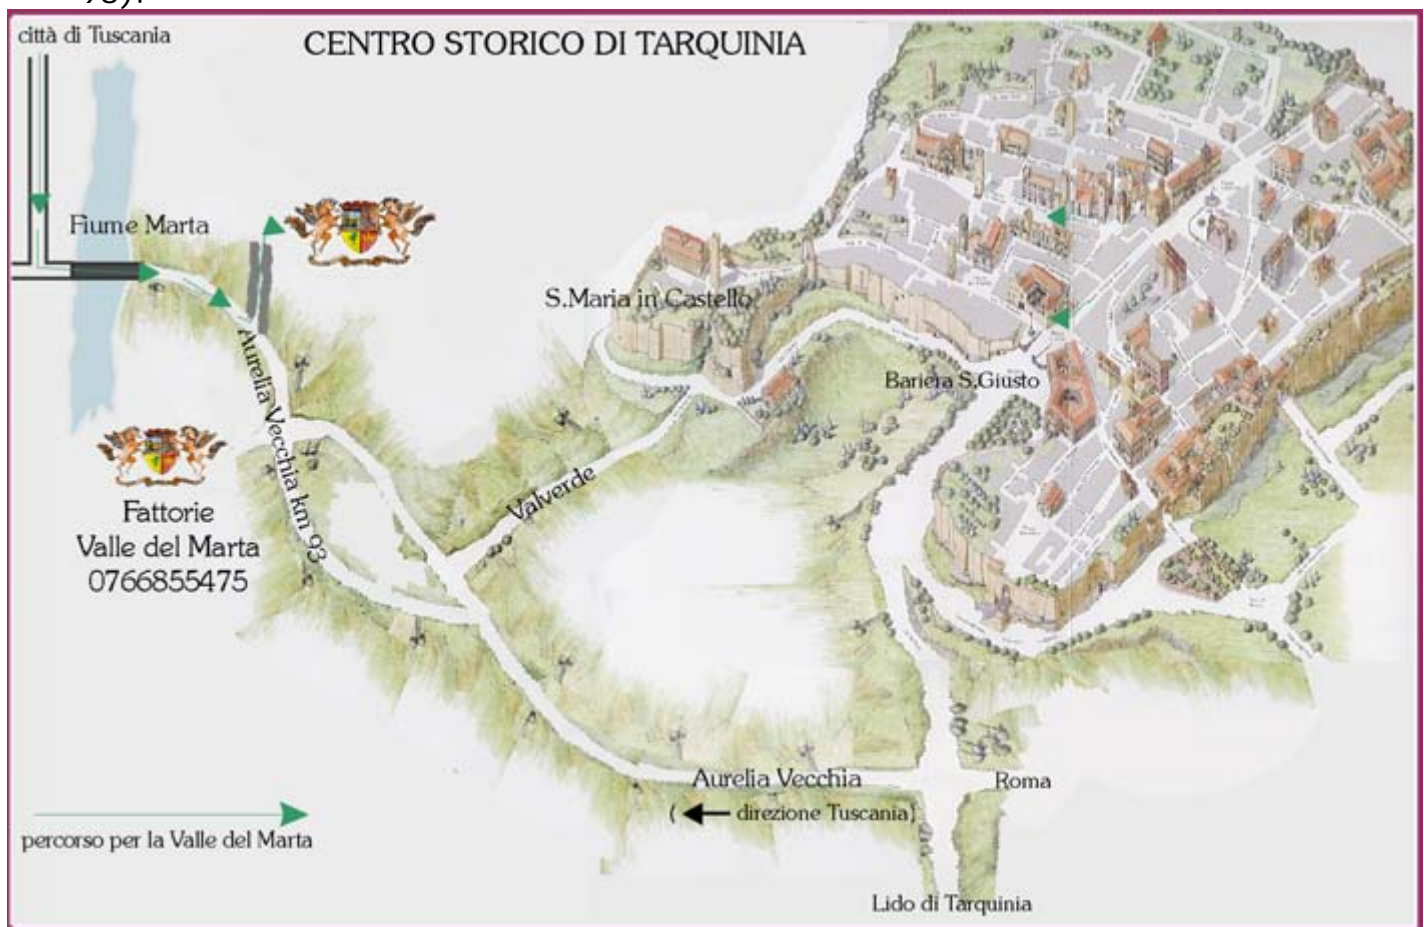 città di Tuscania
CENTRO STORICO DI TARQUINIA
Fiume Marta
S.Maria in Castello
Bariera S.Giusto
Aurelia Vecchia km 93
Valverde
Fattorie
Valle del Marta
0766855475
Aurelia Vecchia
Roma
( direzione Tuscania)
percorso per la Valle del Marta
Lido di Tarquinia